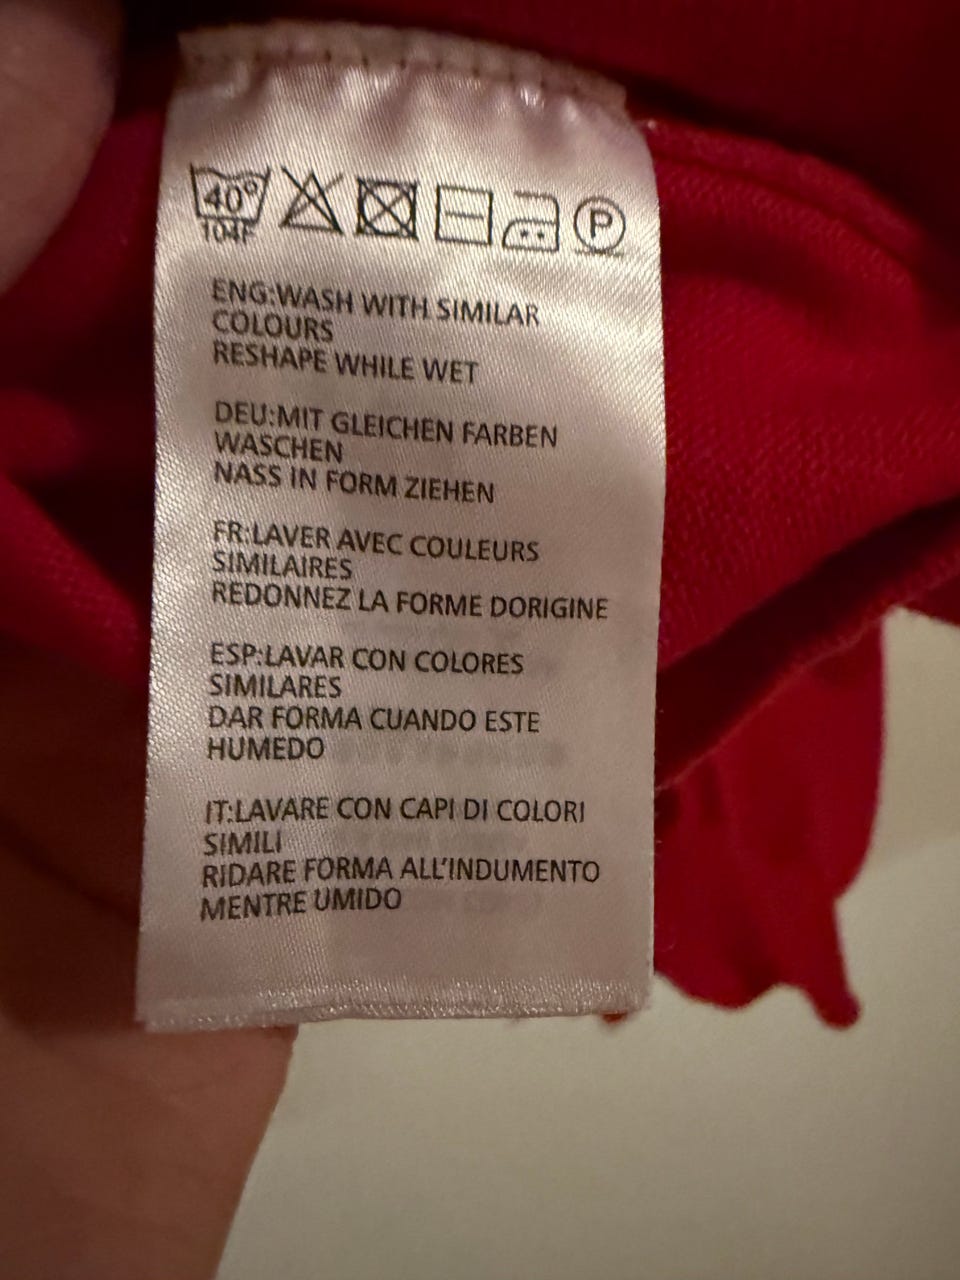 40°
104F
P
ENG:WASH WITH SIMILAR
COLOURS
RESHAPE WHILE WET
DEU:MIT GLEICHEN FARBEN
WASCHEN
NASS IN FORM ZIEHEN
FR:LAVER AVEC COULEURS
SIMILAIRES
REDONNEZ LA FORME DORIGINE
ESP:LAVAR CON COLORES
SIMILARES
DAR FORMA CUANDO ESTE
HUMEDO
IT:LAVARE CON CAPI DI COLORI
SIMILI
RIDARE FORMA ALL'INDUMENTO
MENTRE UMIDO